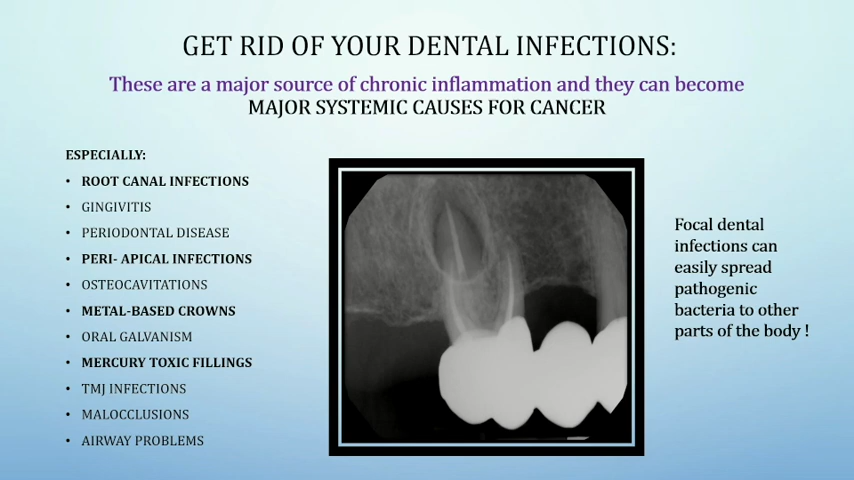 GET RID OF YOUR DENTAL INFECTIONS:
These are a major source of chronic inflammation and they can become
MAJOR SYSTEMIC CAUSES FOR CANCER
ESPECIALLY:
• ROOT CANAL INFECTIONS
• GINGIVITIS
• PERIODONTAL DISEASE
• PERI- APICAL INFECTIONS
• OSTEOCAVITATIONS
• METAL-BASED CROWNS
• ORAL GALVANISM
• MERCURY TOXIC FILLINGS
• TMJ INFECTIONS
• MALOCCLUSIONS
• AIRWAY PROBLEMS
Focal dental
infections can
easily spread
pathogenic
bacteria to other
parts of the body !